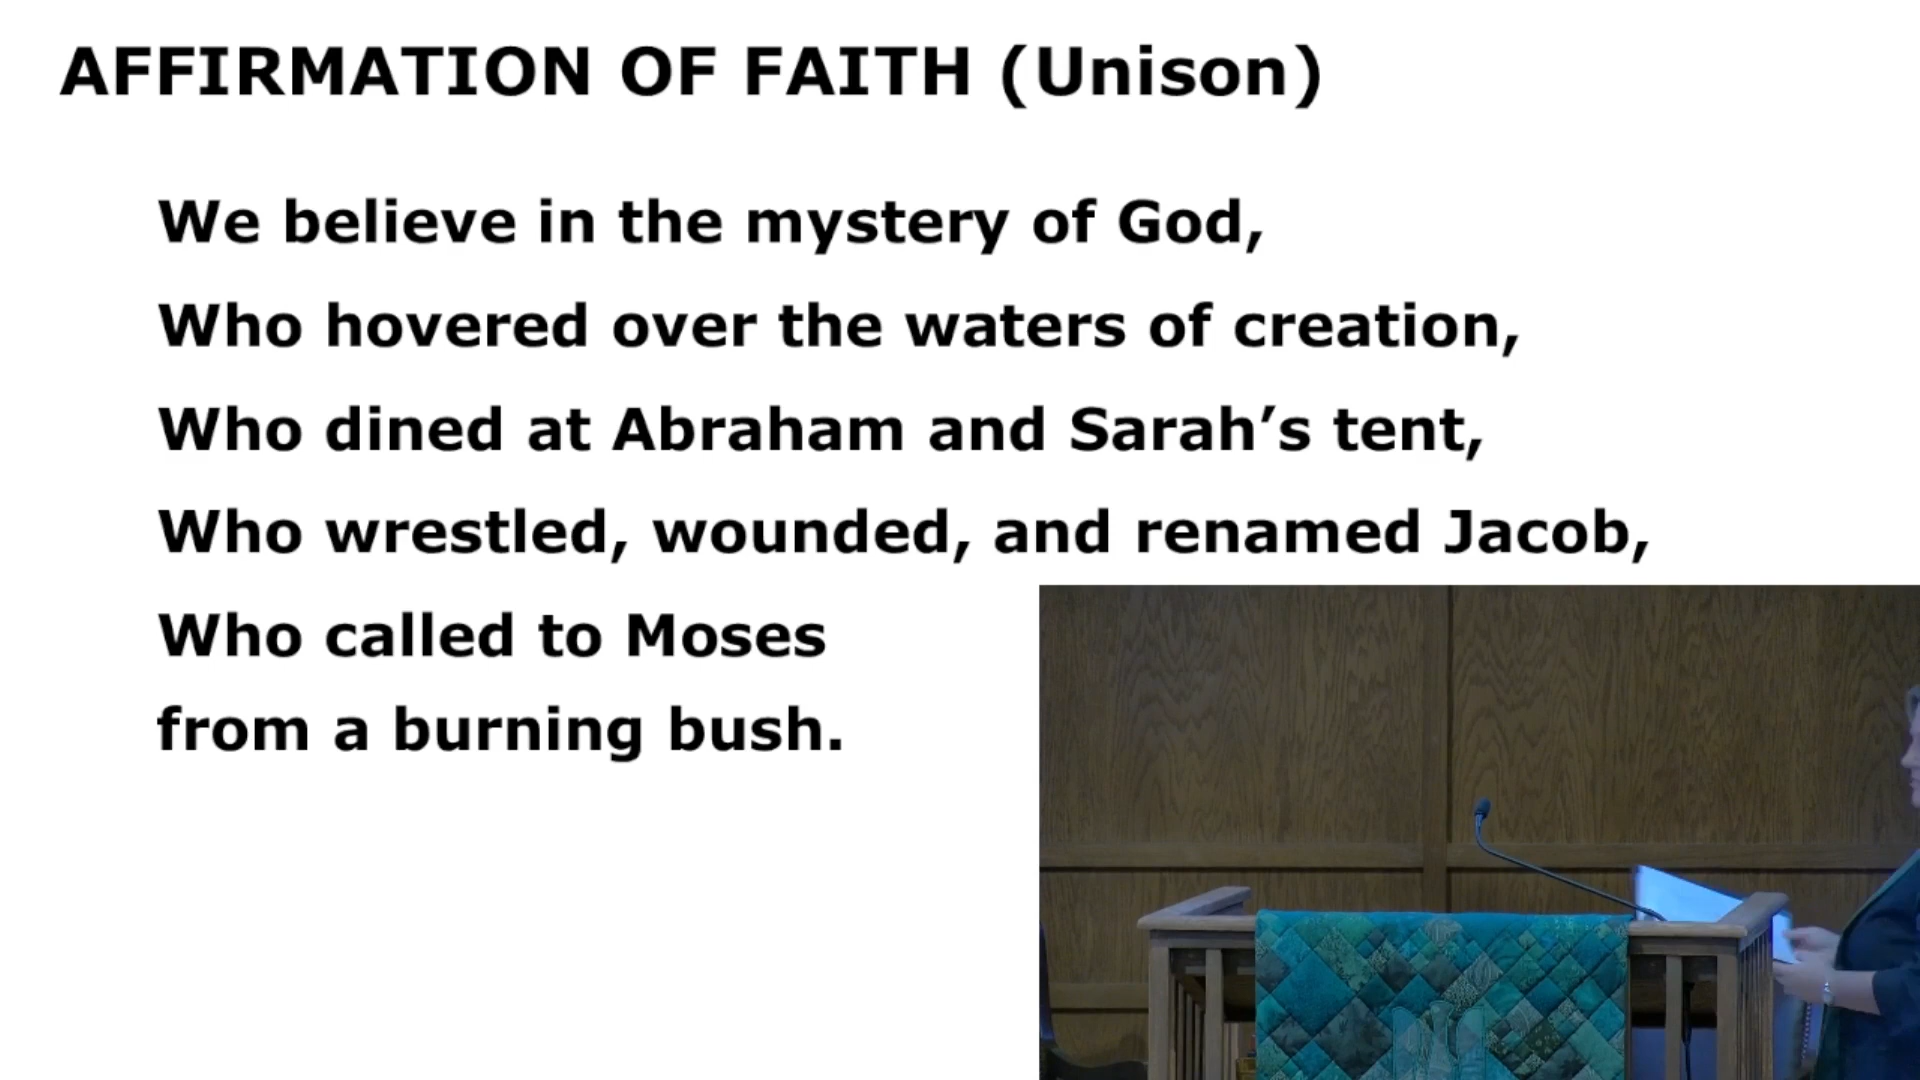 AFFIRMATION OF FAITH (Unison)
We believe in the mystery of God,
Who hovered over the waters of creation,
Who dined at Abraham and Sarah’s tent,
Who wrestled, wounded, and renamed Jacob,
Who called to Moses
from a burning bush.